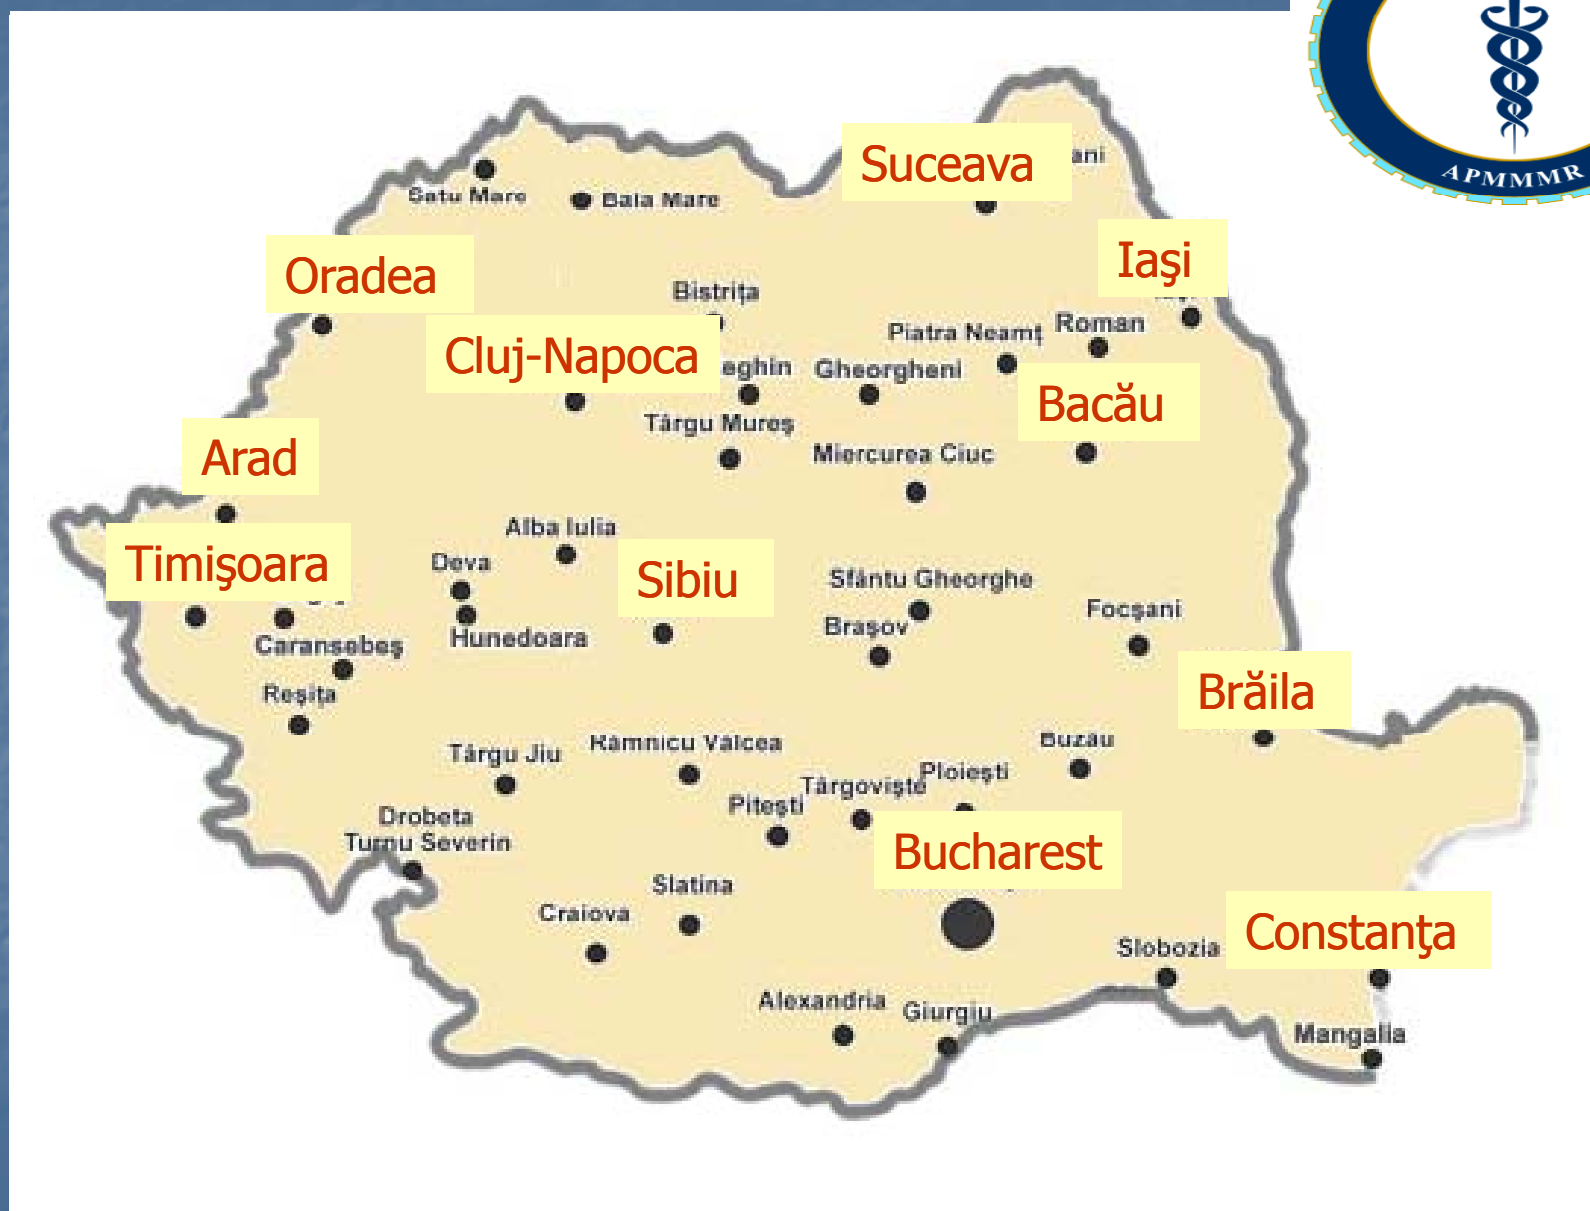 APMMMR
Suceava
Satu Mare
Baia Mare
Oradea
Iaşi
Bistriţa
Cluj-Napoca
Piatra Neamţ
Roman
Gheorgheni
Bacău
Târgu Mureş
Miercurea Ciuc
Arad
Alba Iulia
Timişoara
Deva
Sibiu
Sfântu Gheorghe
Hunedoara
Braşov
Focşani
Caransebeş
Reşiţa
Brăila
Târgu Jiu
Râmnicu Vâlcea
Buzău
Ploieşti
Târgovişte
Piteşti
Drobeta
Turnu Severin
Bucharest
Slatina
Craiova
Constanţa
Slobozia
Alexandria
Giurgiu
Mangalia